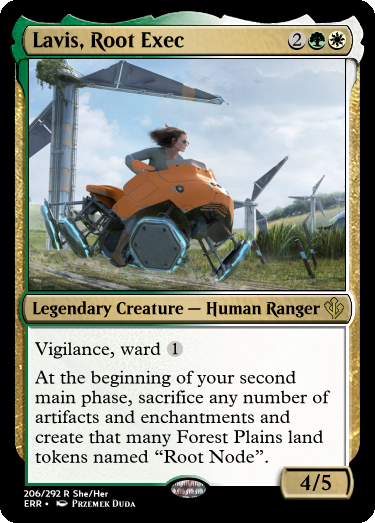 Lavis, Root Exec 2
Legendary Creature — Human Ranger
Vigilance, ward 1
At the beginning of your second
main phase, sacrifice any number of
artifacts and enchantments and
create that many Forest Plains land
tokens named “Root Node”.
4/5
206/292 R She/Her
ERR • Przemek Duda